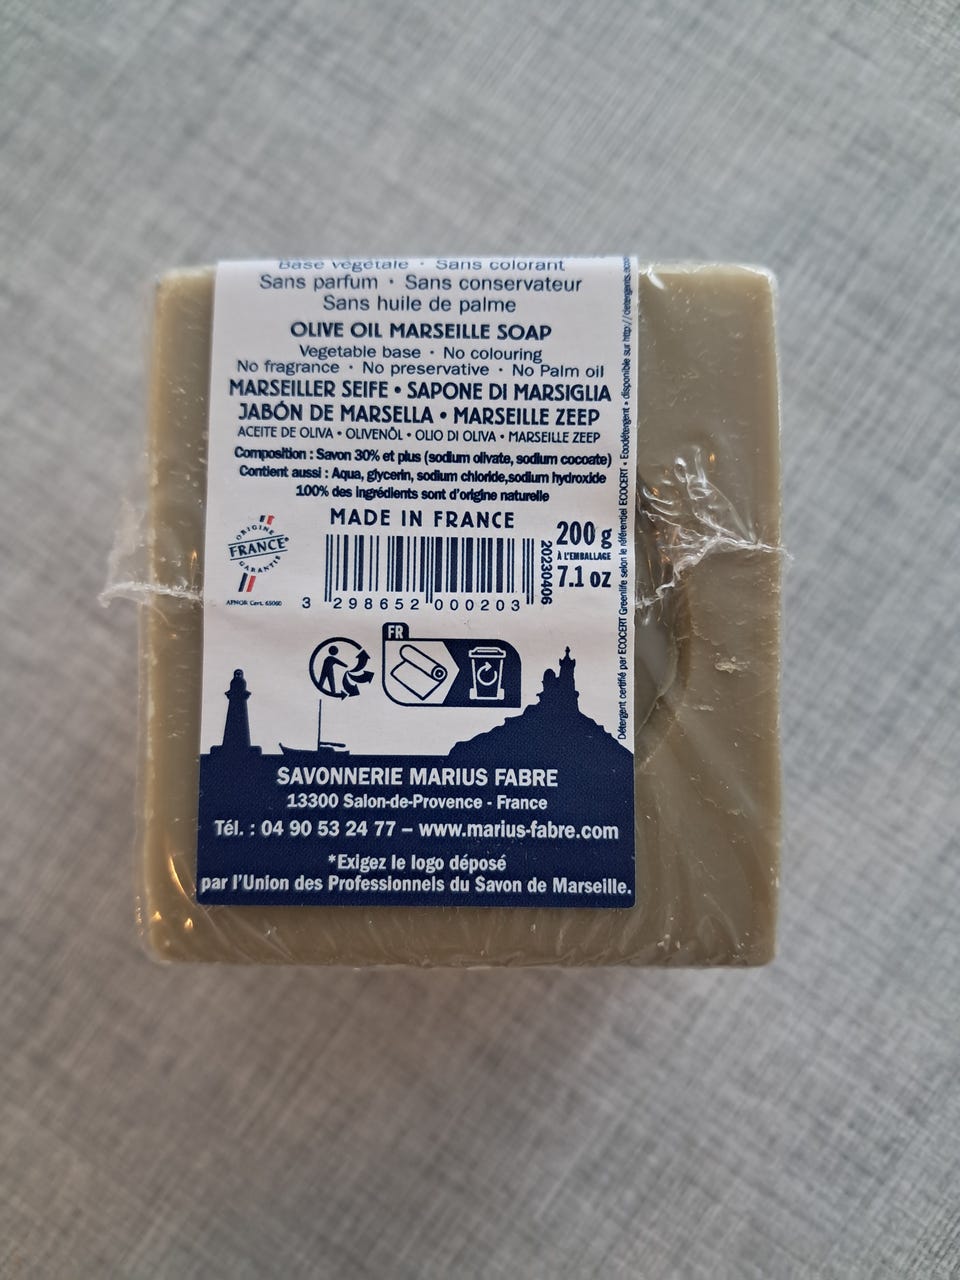 Base végétale · Sans colorant
Sans parfum · Sans conservateur
Sans huile de palme
OLIVE OIL MARSEILLE SOAP
Vegetable base · No colouring
No fragrance · No preservative · No Palm oil
MARSEILLER SEIFE • SAPONE DI MARSIGLIA
JABÓN DE MARSELLA • MARSEILLE ZEEP
ACEITE DE OLIVA • OLIVENÖL • OLIO DI OLIVA • MARSEILLE ZEEP
Composition : Savon 30% et plus (sodium olivate, sodium cocoate)
Contient aussi : Aqua, glycerin, sodium chloride,sodium hydroxide
100% des ingrédients sont d'origine naturelle
MADE IN FRANCE
ORIGINE
FRANCE®
GARANTIE
AFNOR Cert. 65060
3 298652 000203
20230406
200 g
À L'EMBALLAGE
7.1 oz
FR
Détergent certifié par ECOCERT Greenlife selon le référentiel ECOCERT • Ecodétergent • disponible sur http://detergents.
SAVONNERIE MARIUS FABRE
13300 Salon-de-Provence - France
Tél. : 04 90 53 24 77 – www.marius-fabre.com
*Exigez le logo déposé
par l'Union des Professionnels du Savon de Marseille.